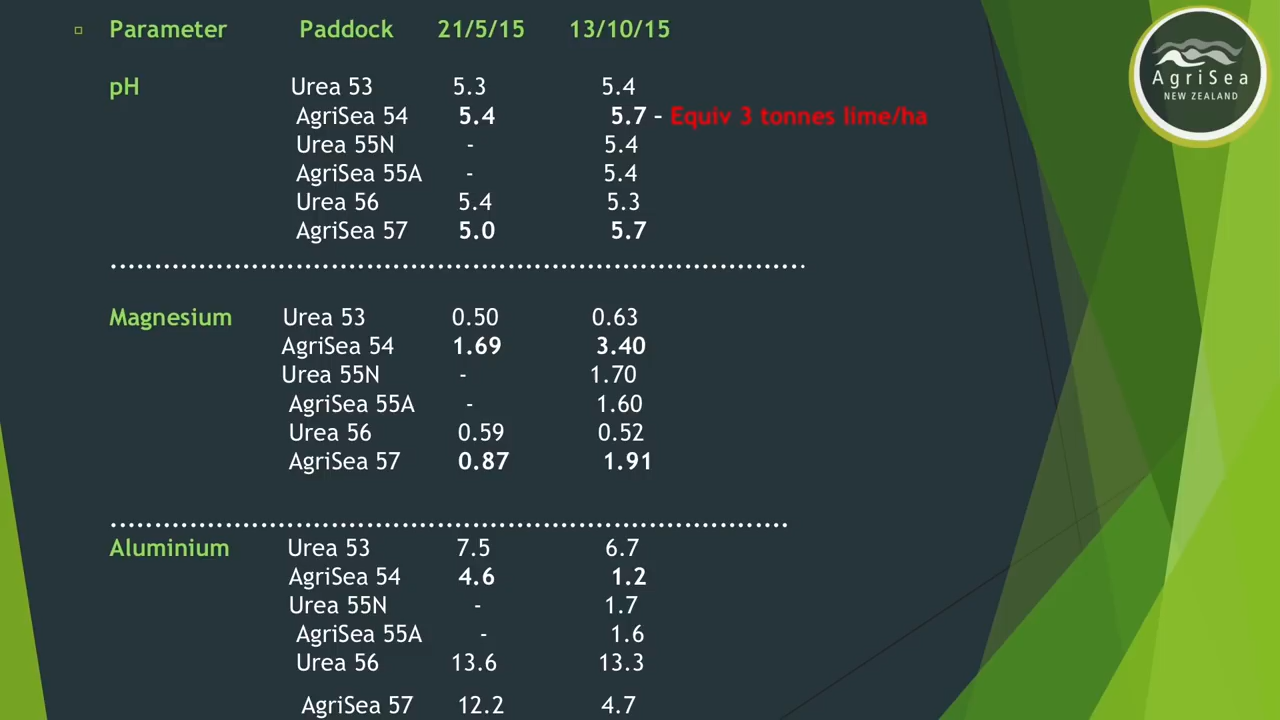 Parameter Paddock 21/5/15 13/10/15
pH Urea 53 5.3 5.4
AgriSea 54 5.4 5.7 – Equiv 3 tonnes lime/ha
Urea 55N - 5.4
AgriSea 55A - 5.4
Urea 56 5.4 5.3
AgriSea 57 5.0 5.7
Magnesium Urea 53 0.50 0.63
AgriSea 54 1.69 3.40
Urea 55N - 1.70
AgriSea 55A - 1.60
Urea 56 0.59 0.52
AgriSea 57 0.87 1.91
Aluminium Urea 53 7.5 6.7
AgriSea 54 4.6 1.2
Urea 55N - 1.7
AgriSea 55A - 1.6
Urea 56 13.6 13.3
AgriSea 57 12.2 4.7
AgriSea
NEW ZEALAND